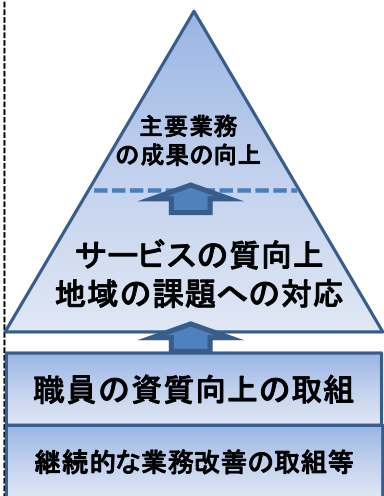 主要業務
の成果の向上
サービスの質向上
地域の課題への対応
職員の資質向上の取組
継続的な業務改善の取組等